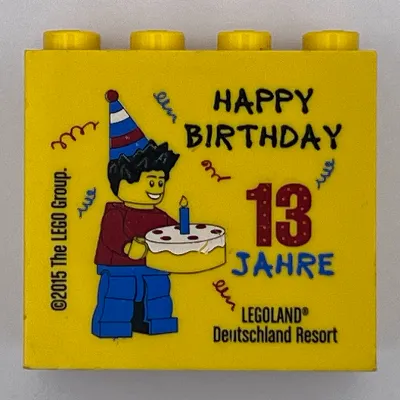 HAPPY
BIRTHDAY
13
JAHRE
LEGOLAND®
Deutschland Resort
©2015 The LEGO Group.